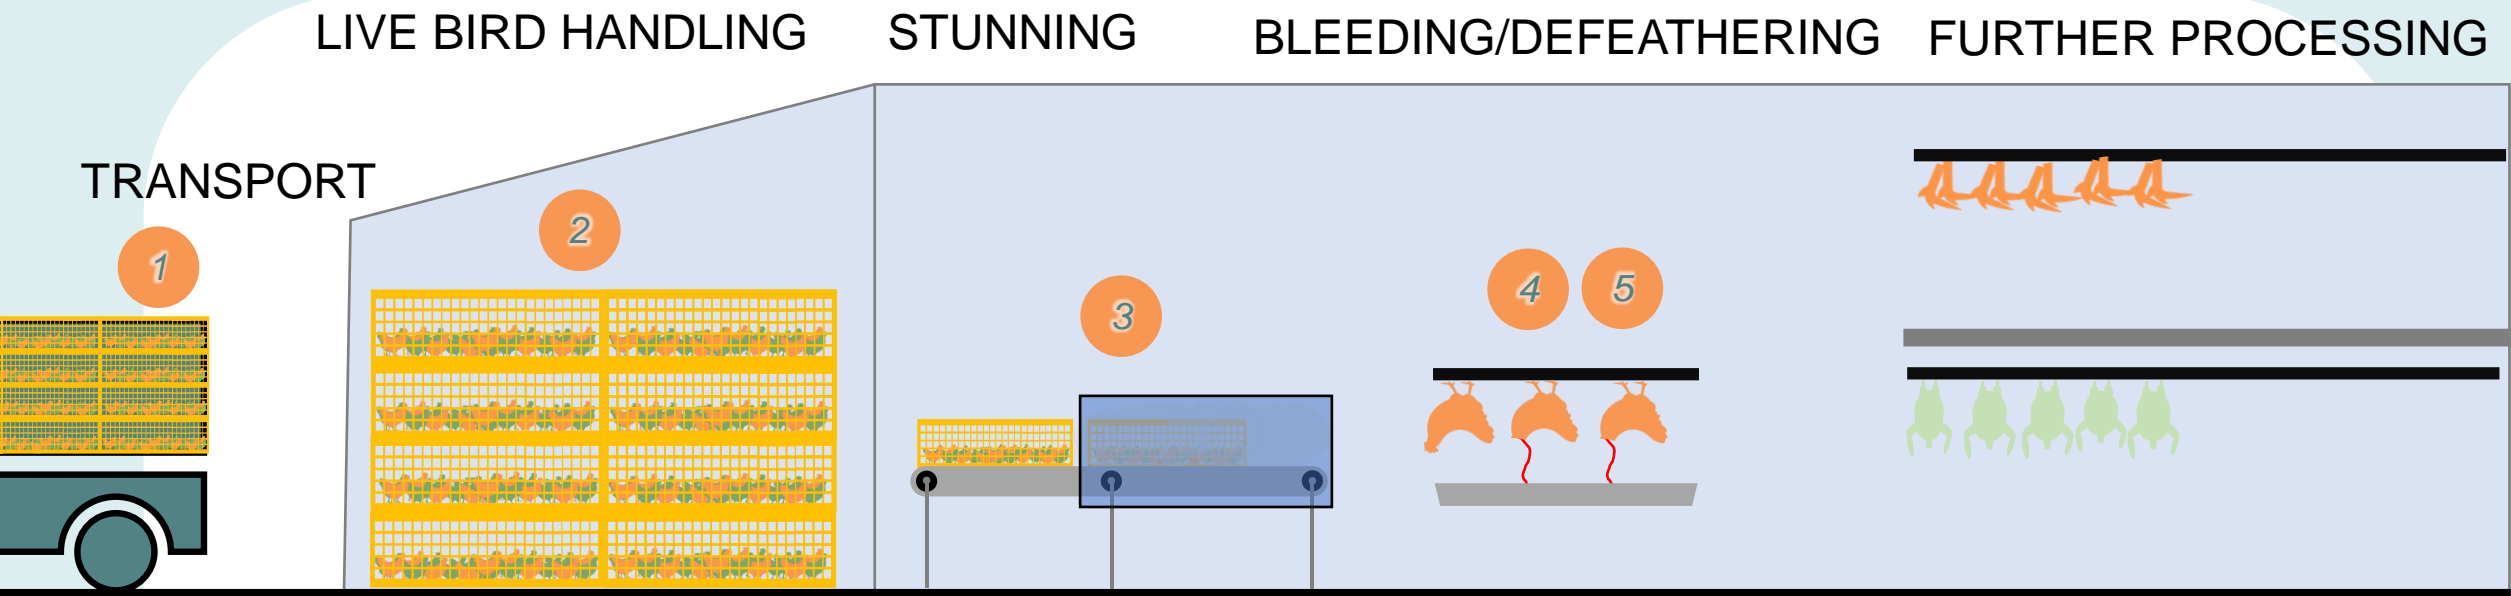 LIVE BIRD HANDLING
STUNNING
BLEEDING/DEFEATHERING
FURTHER PROCESSING
TRANSPORT
1
2
3
4
5